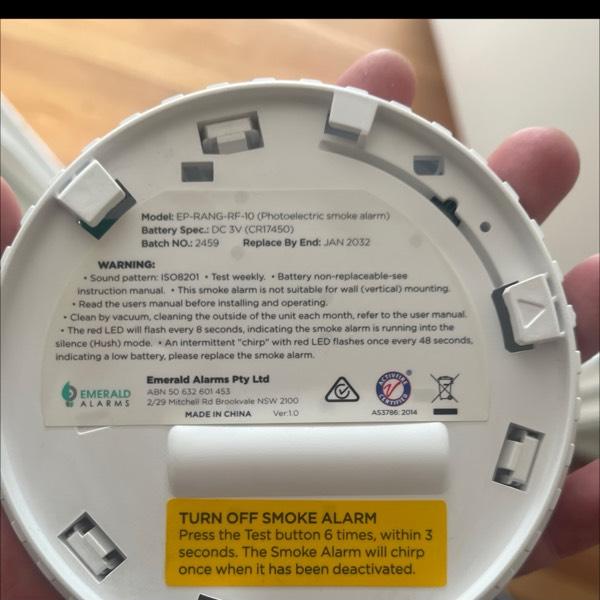 Model: EP-RANG-RF-10 (Photoelectric smoke alarm)
Battery Spec.: DC 3V (CR17450)
Batch NO.: 2459 Replace By End: JAN 2032
WARNING:
• Sound pattern: ISO8201 • Test weekly. • Battery non-replaceable-see
instruction manual. • This smoke alarm is not suitable for wall (vertical) mounting.
• Read the users manual before installing and operating.
• Clean by vacuum, cleaning the outside of the unit each month, refer to the user manual.
• The red LED will flash every 8 seconds, indicating the smoke alarm is running into the
silence (Hush) mode. • An intermittent "chirp" with red LED flashes once every 48 seconds,
indicating a low battery, please replace the smoke alarm.
EMERALD
ALARMS
Emerald Alarms Pty Ltd
ABN 50 632 601 453
2/29 Mitchell Rd Brookvale NSW 2100
MADE IN CHINA Ver:1.0
ACTIVFIRE
CERTIFIED
AS3786: 2014
TURN OFF SMOKE ALARM
Press the Test button 6 times, within 3
seconds. The Smoke Alarm will chirp
once when it has been deactivated.